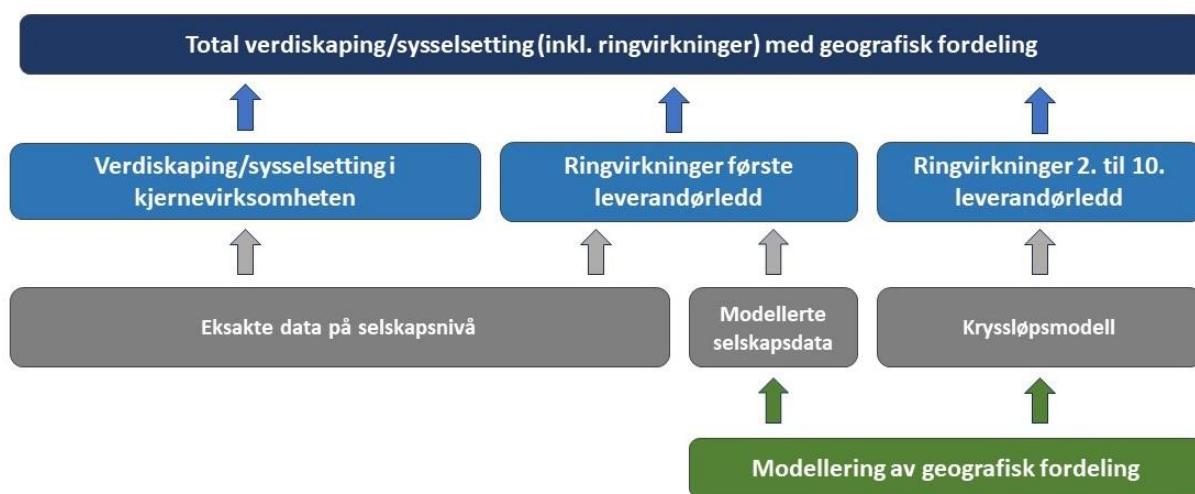 Total verdiskaping/sysselsetting (inkl. ringvirkninger) med geografisk fordeling
Verdiskaping/sysselsetting i
kjernevirksomheten
Ringvirkninger første
leverandørledd
Ringvirkninger 2. til 10.
leverandørledd
Eksakte data på selskapsnivå
Modellerte
selskapsdata
Kryssløpsmodell
Modellering av geografisk fordeling